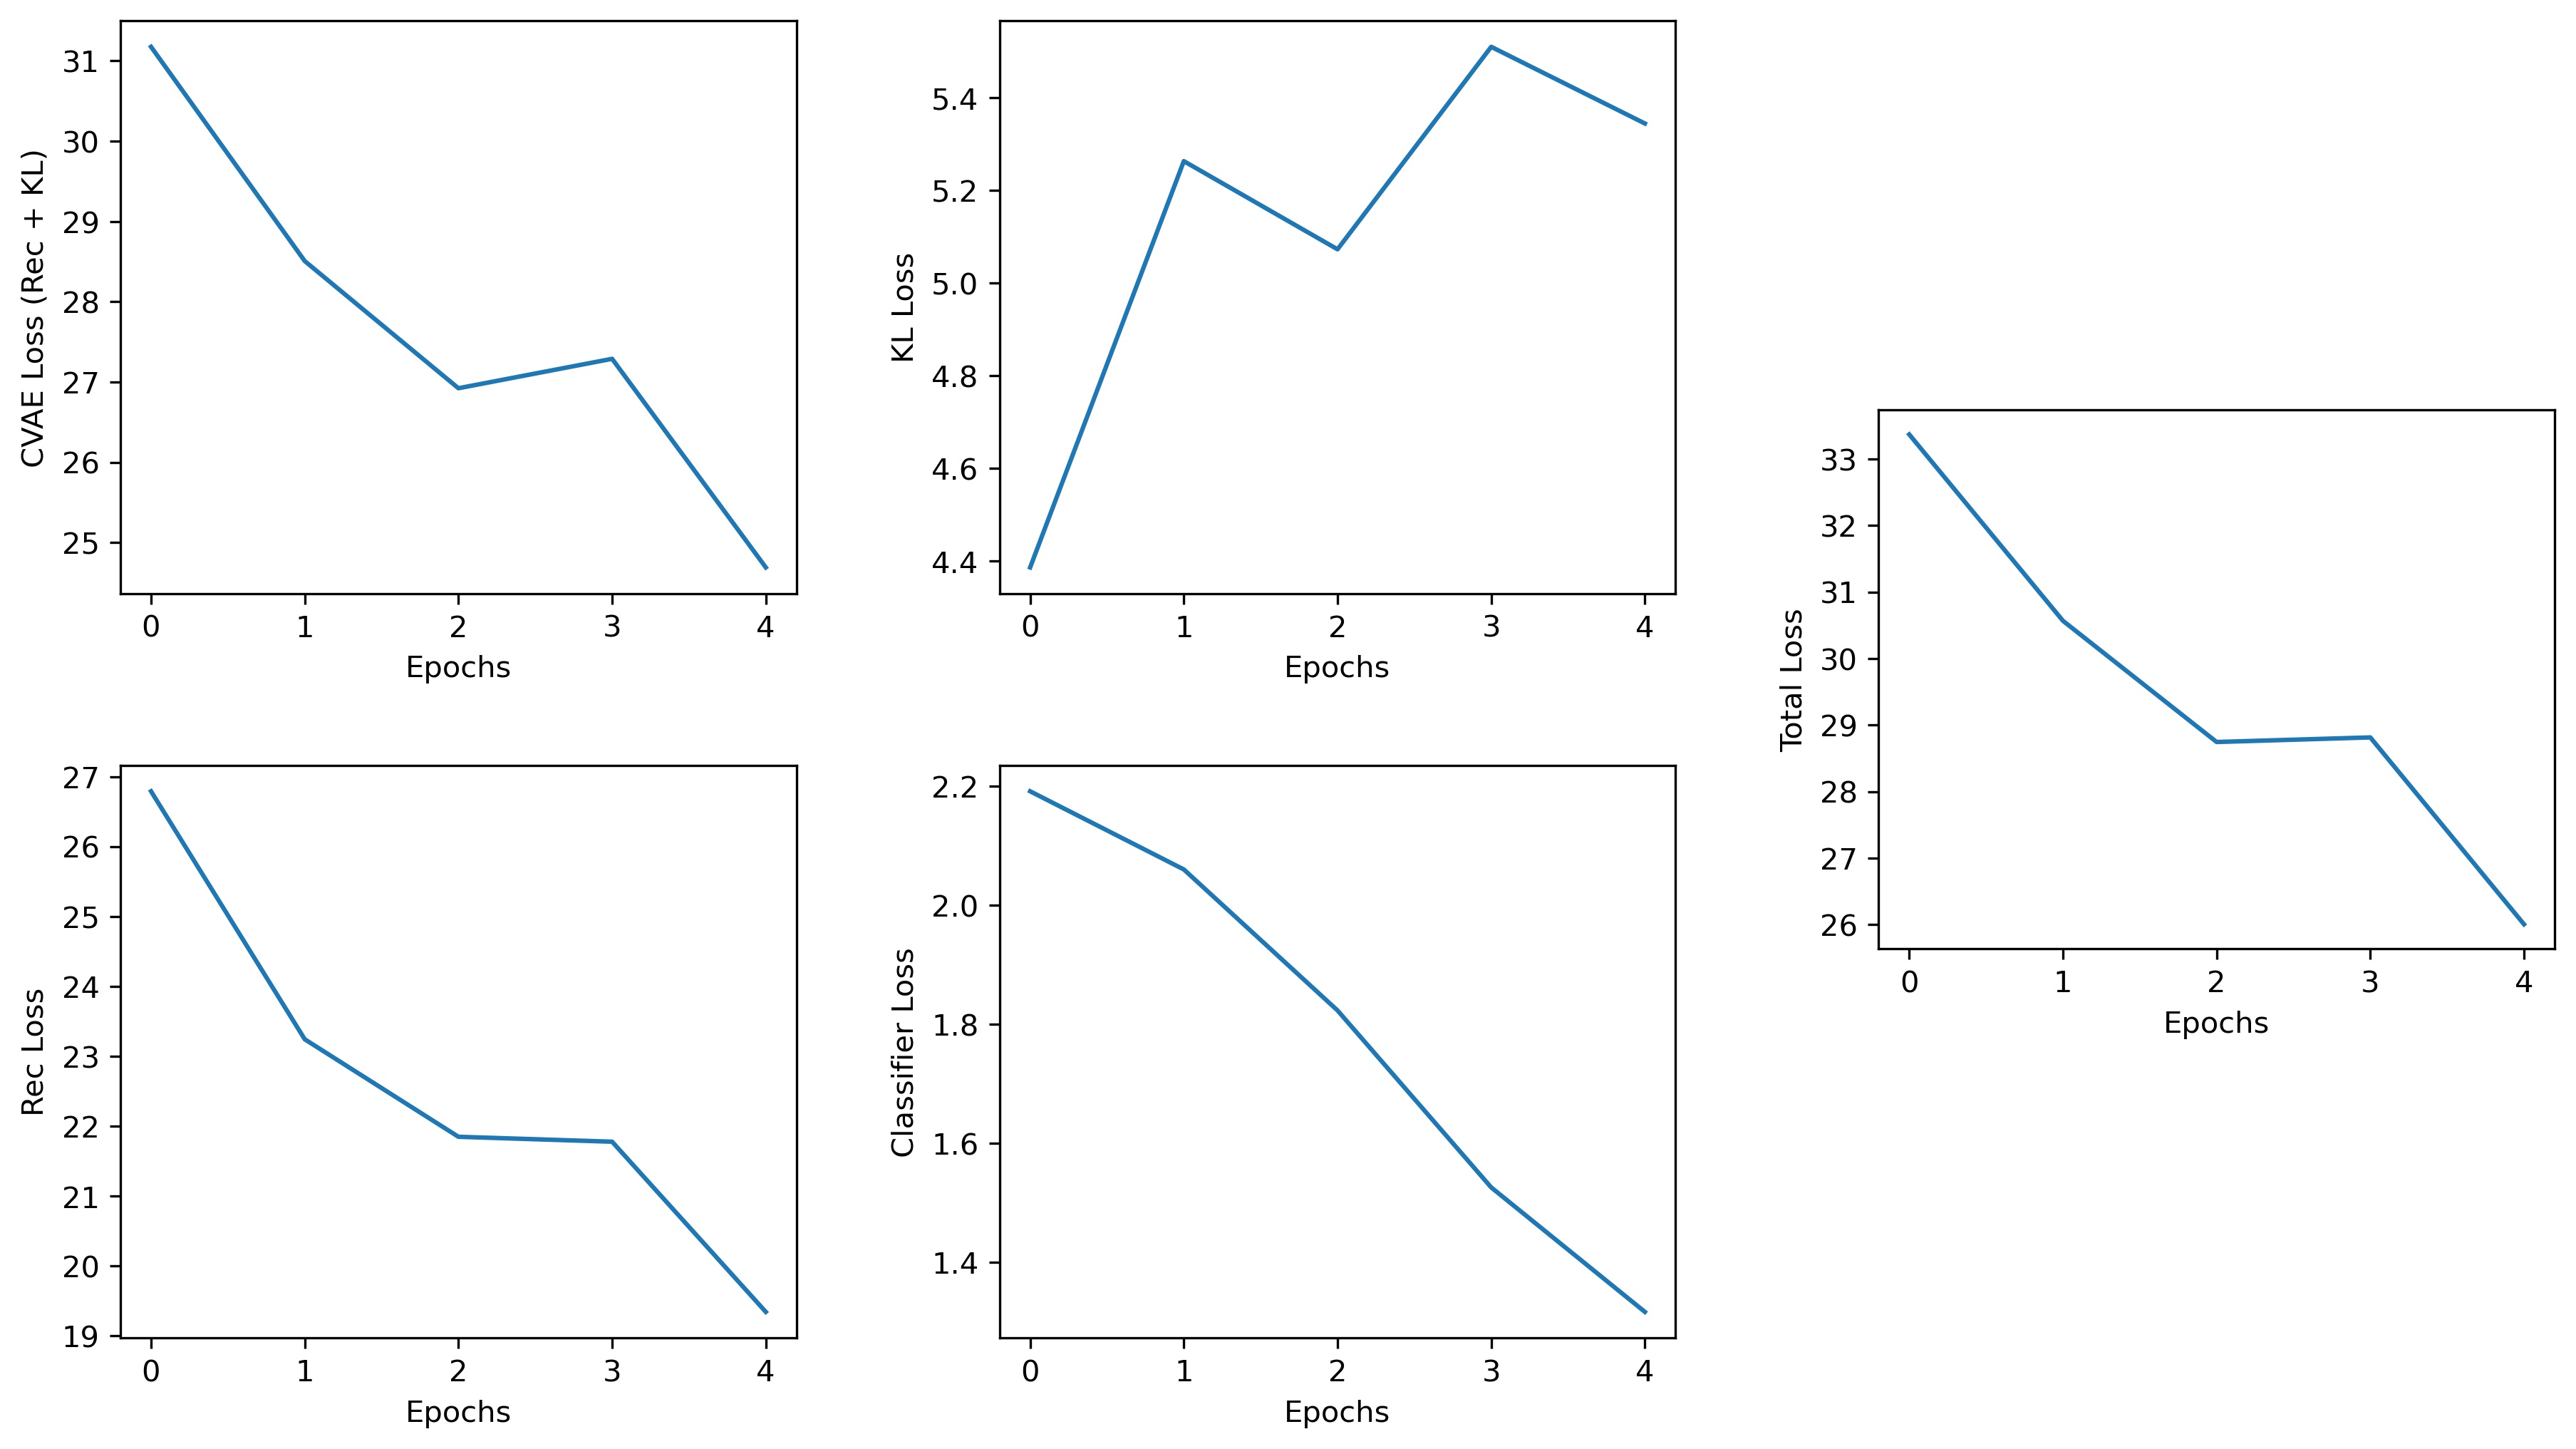 CVAE Loss (Rec + KL)
31
30
29
28
27
26
25
0 1 2 3 4
Epochs
KL Loss
5.4
5.2
5.0
4.8
4.6
4.4
0 1 2 3 4
Epochs
Rec Loss
27
26
25
24
23
22
21
20
19
0 1 2 3 4
Epochs
Classifier Loss
2.2
2.0
1.8
1.6
1.4
0 1 2 3 4
Epochs
Total Loss
33
32
31
30
29
28
27
26
0 1 2 3 4
Epochs